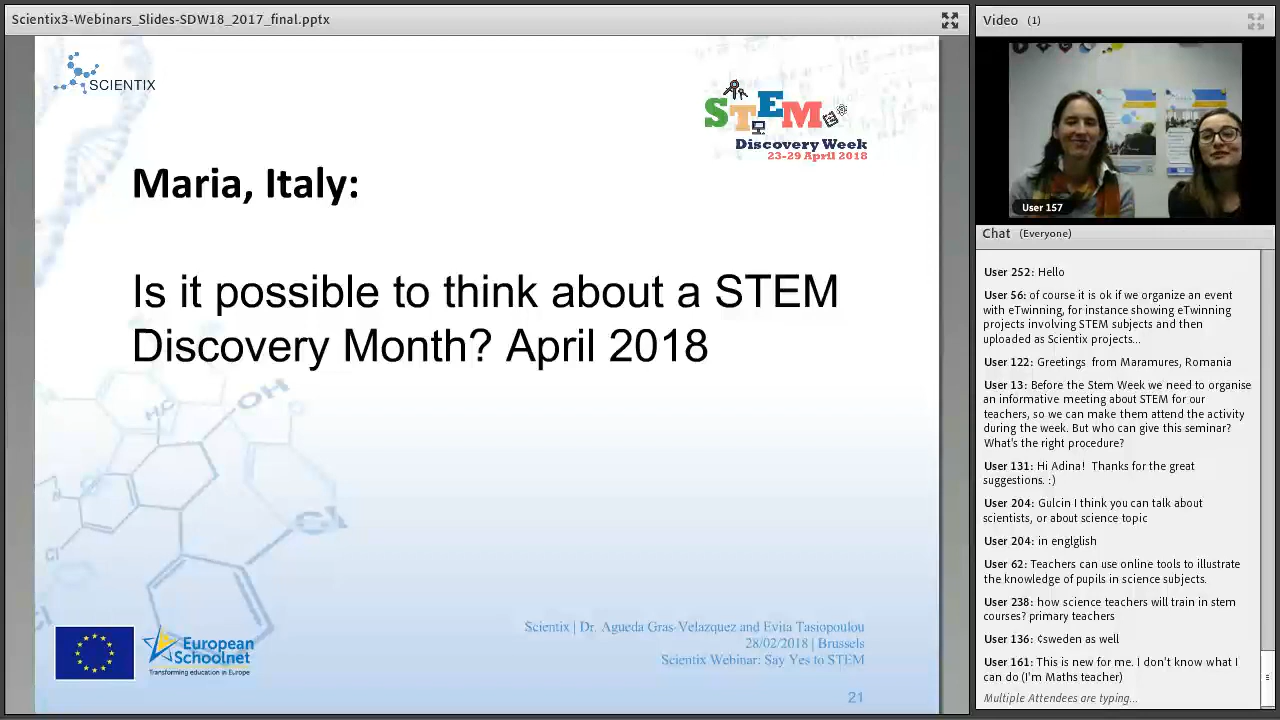 Scientix3-Webinars_Slides-SDW18_2017_final.pptx
SCIENTIX
STEM
Discovery Week
23-29 April 2018
Maria, Italy:
Is it possible to think about a STEM
Discovery Month? April 2018
OH
HC
Cl
European
Schoolnet
Transforming education in Europe
Scientix | Dr. Agueda Gras-Velazquez and Evita Tasiopoulou
28/02/2018 | Brussels
Scientix Webinar: Say Yes to STEM
21
Video (1)
User 157
Chat (Everyone)
User 252: Hello
User 56: of course it is ok if we organize an event
with eTwinning, for instance showing eTwinning
projects involving STEM subjects and then
uploaded as Scientix projects...
User 122: Greetings from Maramures, Romania
User 13: Before the Stem Week we need to organise
an informative meeting about STEM for our
teachers, so we can make them attend the activity
during the week. But who can give this seminar?
What's the right procedure?
User 131: Hi Adina! Thanks for the great
suggestions. :)
User 204: Gulcin I think you can talk about
scientists, or about science topic
User 204: in englglish
User 62: Teachers can use online tools to illustrate
the knowledge of pupils in science subjects.
User 238: how science teachers will train in stem
courses? primary teachers
User 136: ¢sweden as well
User 161: This is new for me. I don't know what I
can do (I'm Maths teacher)
Multiple Attendees are typing...